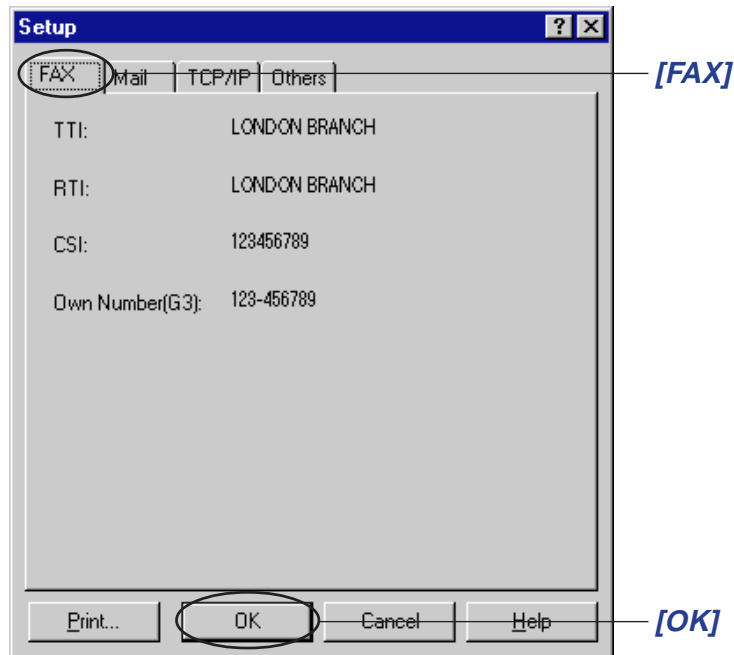 Setup
FAX Mail TCP/IP Others [FAX]
TTI: LONDON BRANCH
RTI: LONDON BRANCH
CSI: 123456789
Own Number(G3): 123-456789
Print... OK Cancel Help [OK]